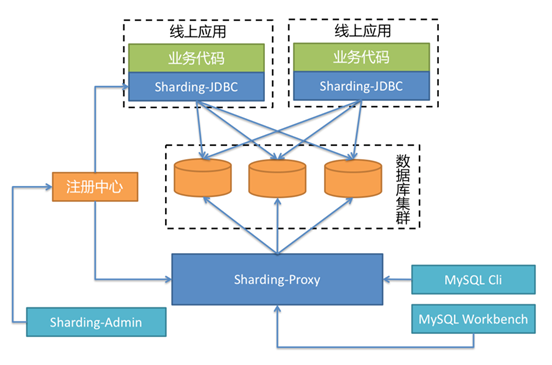 线上应用
业务代码
Sharding-JDBC
线上应用
业务代码
Sharding-JDBC
数据库集群
注册中心
Sharding-Proxy
MySQL Cli
Sharding-Admin
MySQL Workbench